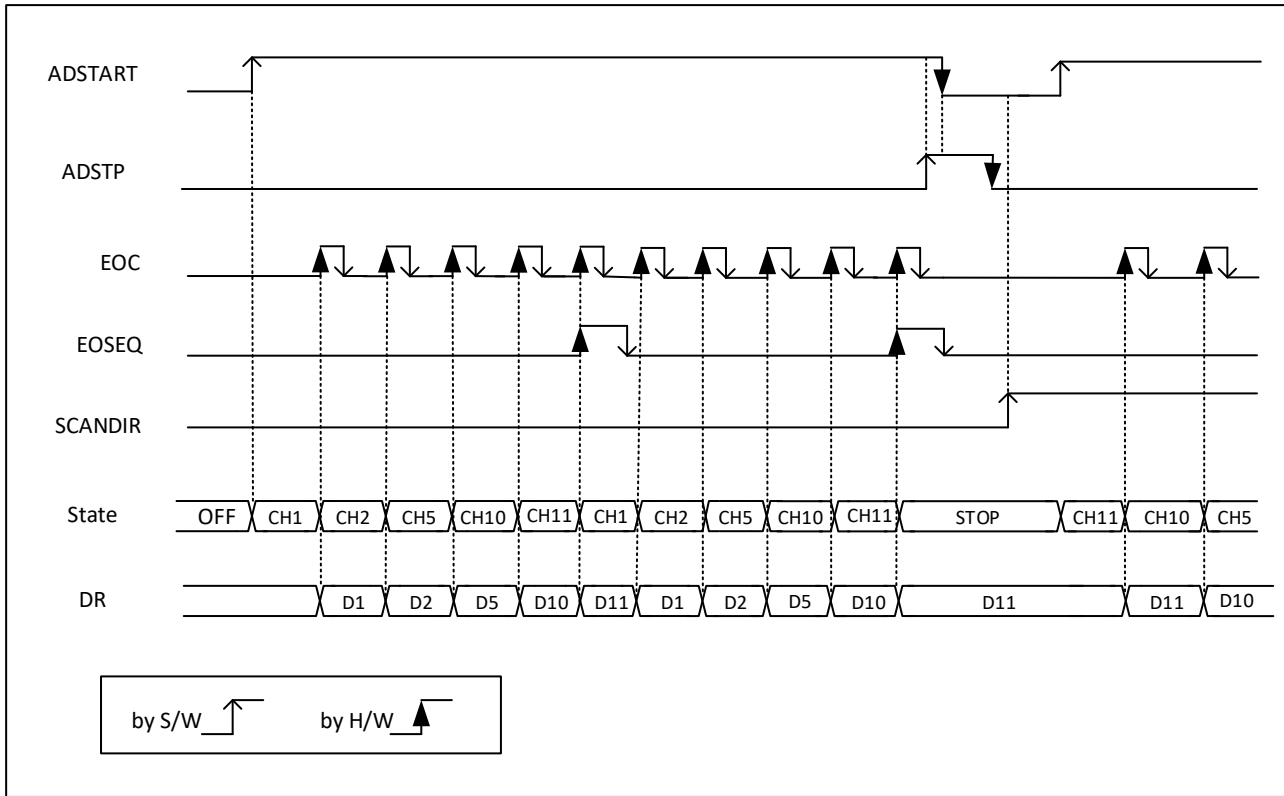 ADSTART
ADSTP
EOC
EOSEQ
SCANDIR
State OFF CH1 CH2 CH5 CH10 CH11 CH1 CH2 CH5 CH10 CH11 STOP CH11 CH10 CH5
DR D1 D2 D5 D10 D11 D1 D2 D5 D10 D11 D11 D10
by S/W by H/W